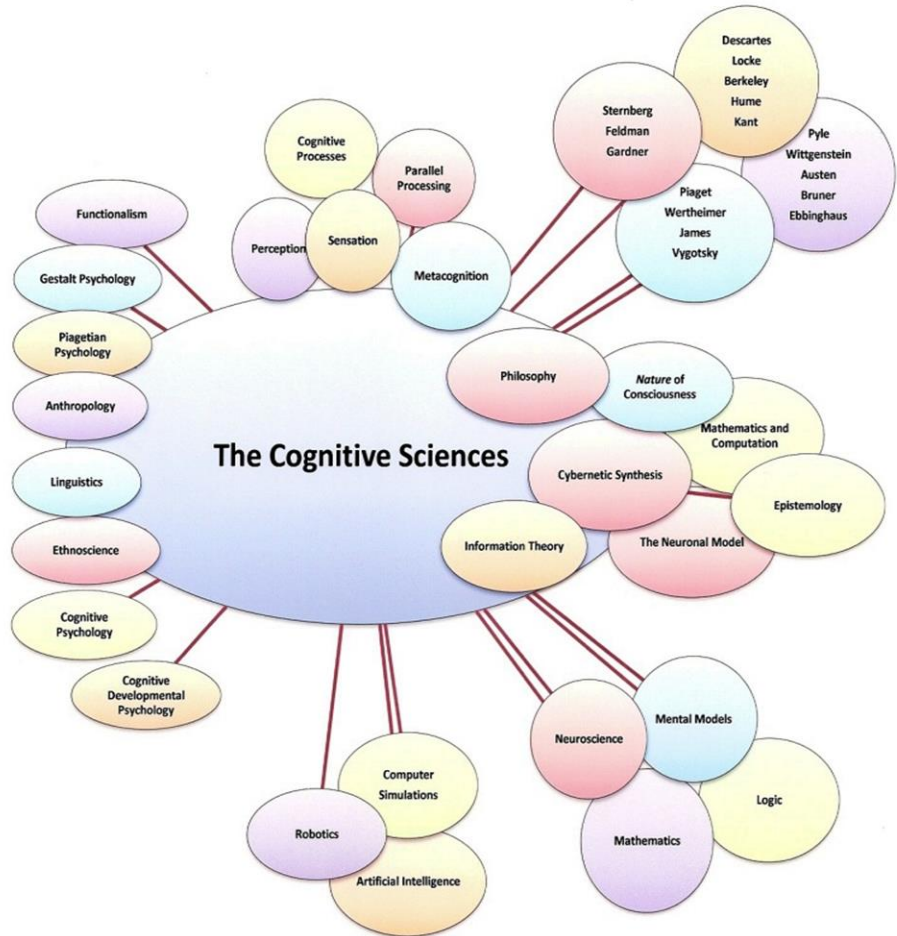 Descartes
Locke
Berkeley
Hume
Kant
Sternberg
Feldman
Gardner
Pyle
Wittgenstein
Austen
Bruner
Ebbinghaus
Piaget
Wertheimer
James
Vygotsky
Cognitive
Processes
Parallel
Processing
Perception
Sensation
Metacognition
Functionalism
Gestalt Psychology
Piagetian
Psychology
Anthropology
Linguistics
Ethnoscience
Cognitive
Psychology
Cognitive
Developmental
Psychology
The Cognitive Sciences
Philosophy
Nature of
Consciousness
Mathematics and
Computation
Cybernetic Synthesis
Epistemology
Information Theory
The Neuronal Model
Computer
Simulations
Robotics
Artificial Intelligence
Neuroscience
Mental Models
Mathematics
Logic